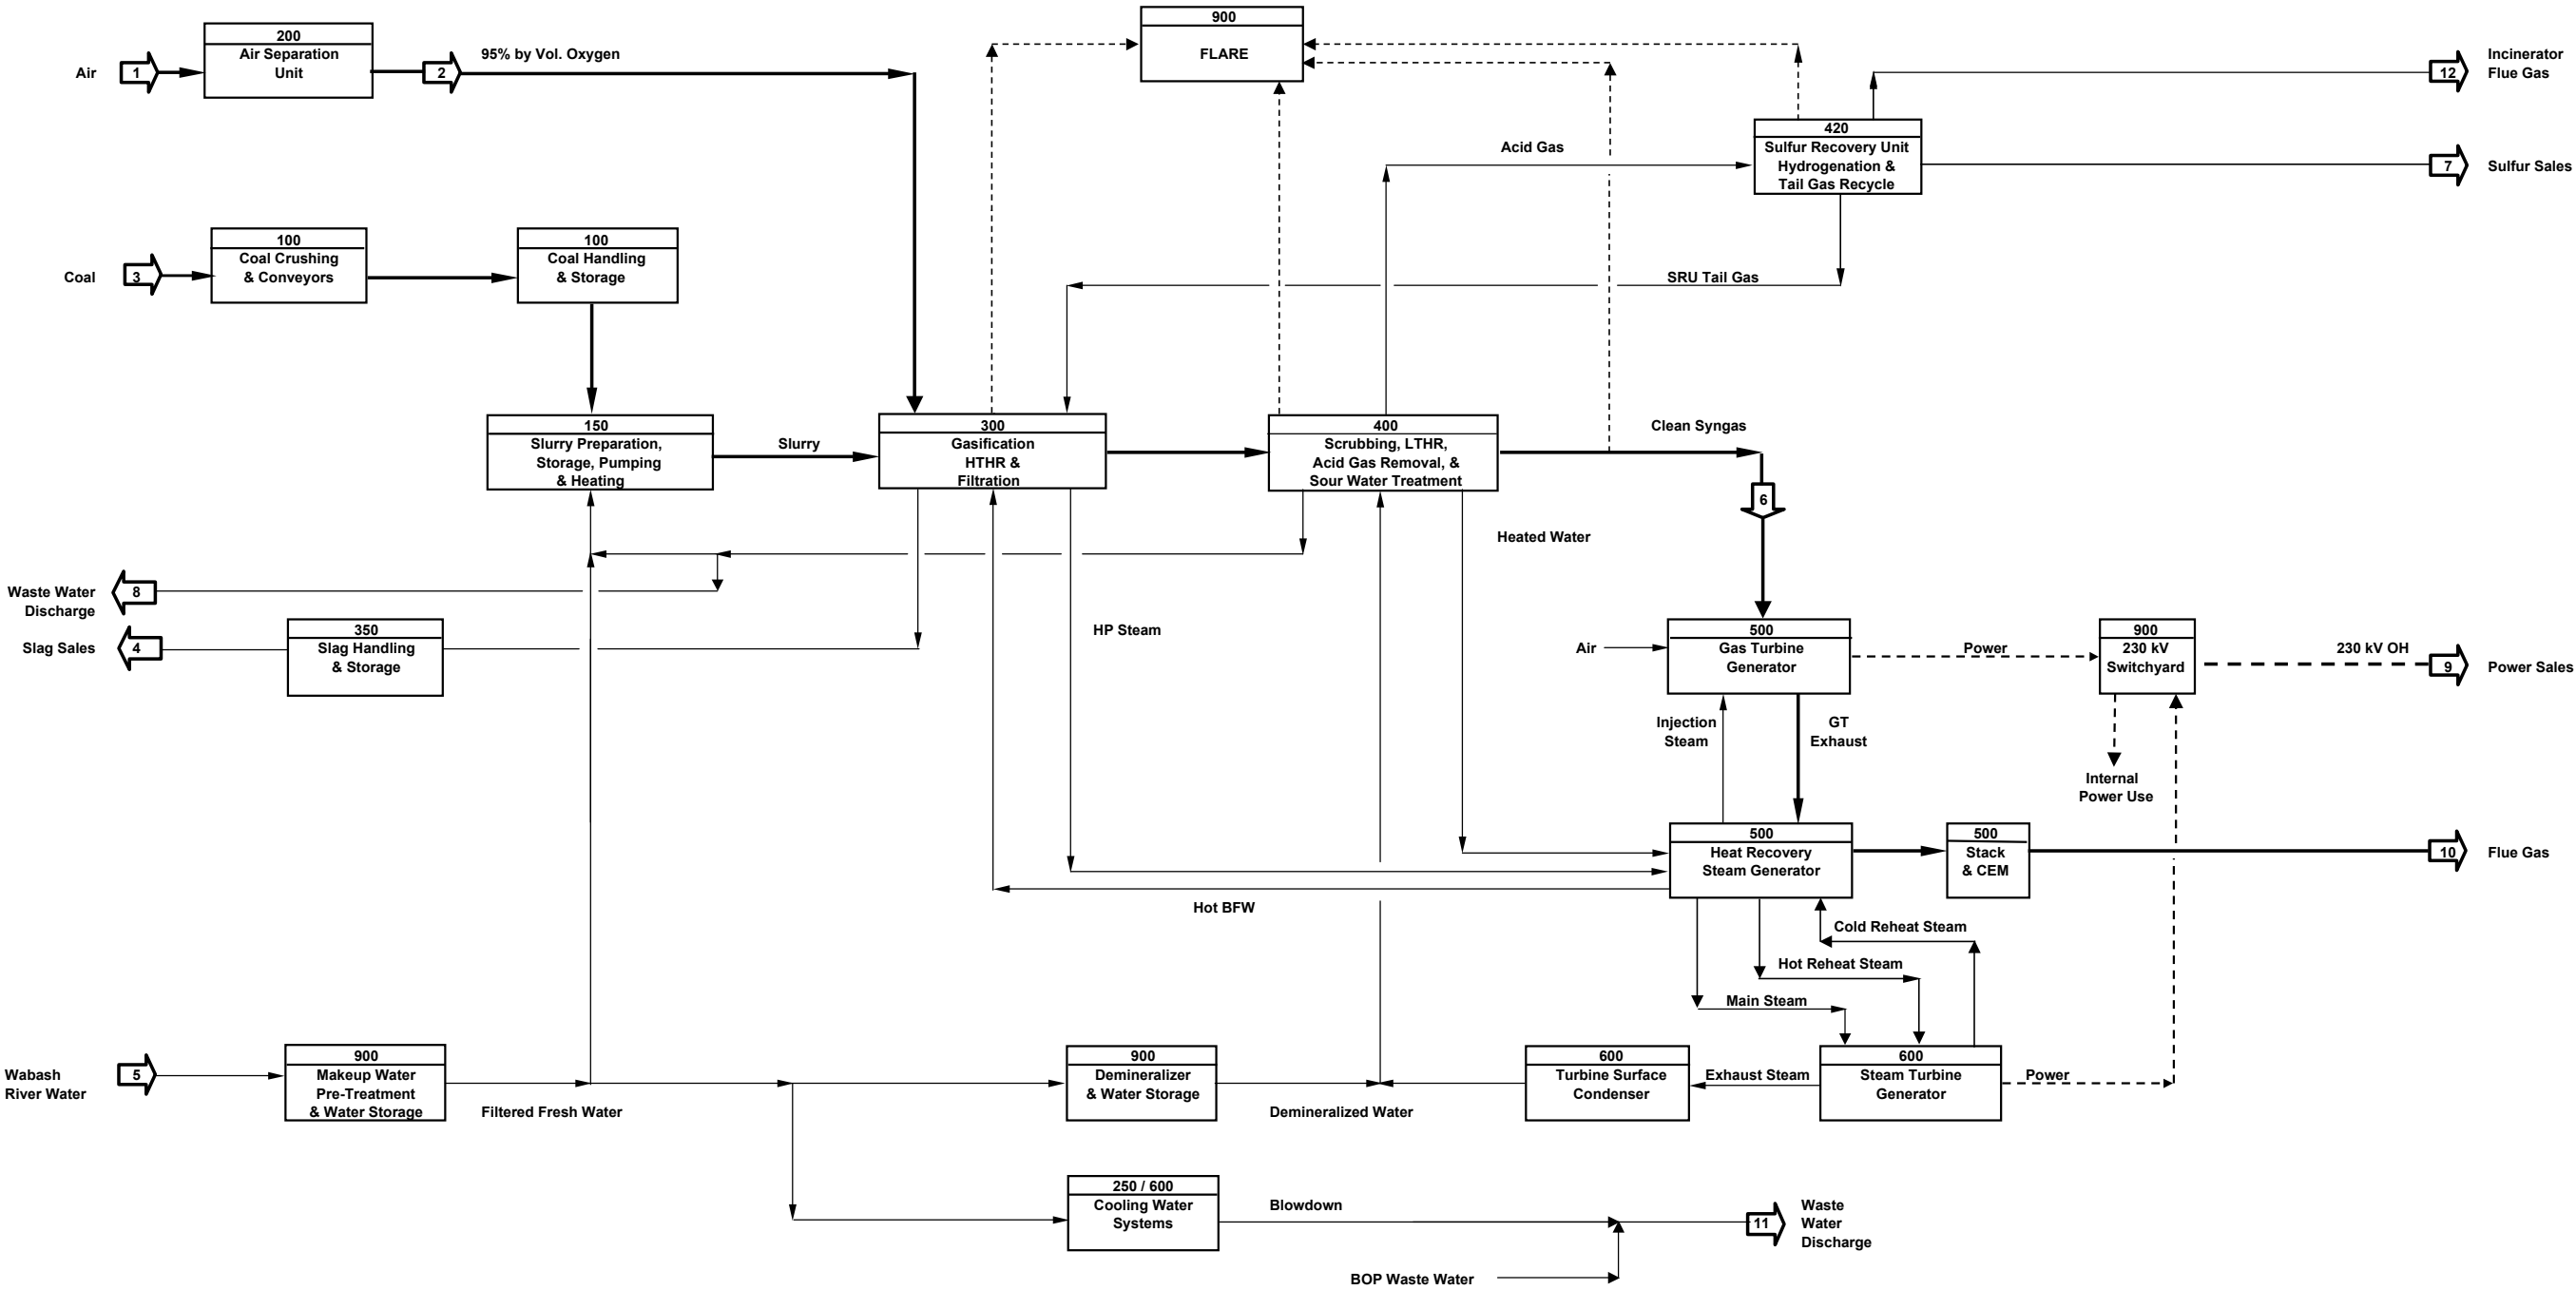 900
FLARE
200
Air Separation
Unit
Air
1
2
95% by Vol. Oxygen
12
Incinerator
Flue Gas
420
Sulfur Recovery Unit
Hydrogenation &
Tail Gas Recycle
Acid Gas
7
Sulfur Sales
Coal
3
100
Coal Crushing
& Conveyors
100
Coal Handling
& Storage
SRU Tail Gas
150
Slurry Preparation,
Storage, Pumping
& Heating
Slurry
300
Gasification
HTHR &
Filtration
400
Scrubbing, LTHR,
Acid Gas Removal, &
Sour Water Treatment
Clean Syngas
6
Heated Water
Waste Water
Discharge
8
Slag Sales
4
350
Slag Handling
& Storage
HP Steam
Air
500
Gas Turbine
Generator
Power
900
230 kV
Switchyard
230 kV OH
9
Power Sales
Injection
Steam
GT
Exhaust
Internal
Power Use
500
Heat Recovery
Steam Generator
500
Stack
& CEM
10
Flue Gas
Hot BFW
Cold Reheat Steam
Hot Reheat Steam
Main Steam
Wabash
River Water
5
900
Makeup Water
Pre-Treatment
& Water Storage
Filtered Fresh Water
900
Demineralizer
& Water Storage
Demineralized Water
600
Turbine Surface
Condenser
Exhaust Steam
600
Steam Turbine
Generator
Power
250 / 600
Cooling Water
Systems
Blowdown
11
Waste
Water
Discharge
BOP Waste Water